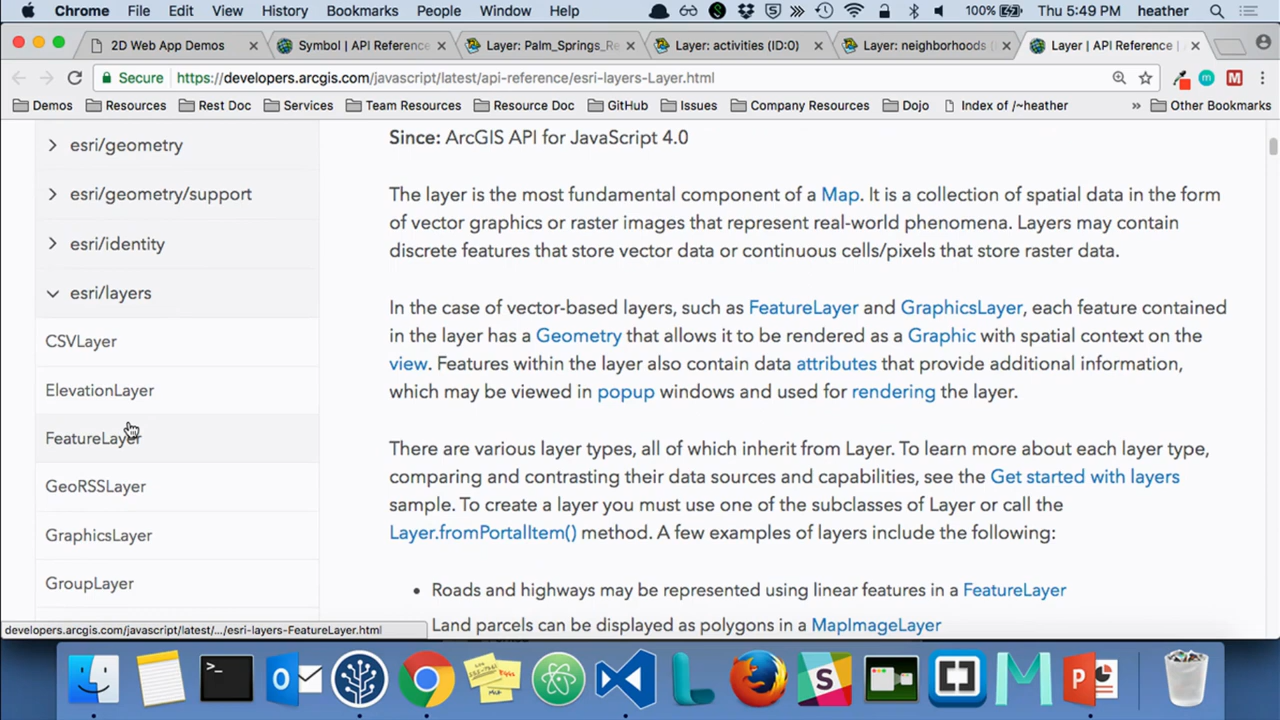 Chrome File Edit View History Bookmarks People Window Help 100% Thu 5:49 PM heather
2D Web App Demos Symbol | API Reference Layer: Palm_Springs_Re Layer: activities (ID:0) Layer: neighborhoods ( Layer | API Reference |
Secure https://developers.arcgis.com/javascript/latest/api-reference/esri-layers-Layer.html
Demos Resources Rest Doc Services Team Resources Resource Doc GitHub Issues Company Resources Dojo Index of /~heather » Other Bookmarks
esri/geometry
esri/geometry/support
esri/identity
esri/layers
CSVLayer
ElevationLayer
FeatureLayer
GeoRSSLayer
GraphicsLayer
GroupLayer
Since: ArcGIS API for JavaScript 4.0
The layer is the most fundamental component of a Map. It is a collection of spatial data in the form
of vector graphics or raster images that represent real-world phenomena. Layers may contain
discrete features that store vector data or continuous cells/pixels that store raster data.
In the case of vector-based layers, such as FeatureLayer and GraphicsLayer, each feature contained
in the layer has a Geometry that allows it to be rendered as a Graphic with spatial context on the
view. Features within the layer also contain data attributes that provide additional information,
which may be viewed in popup windows and used for rendering the layer.
There are various layer types, all of which inherit from Layer. To learn more about each layer type,
comparing and contrasting their data sources and capabilities, see the Get started with layers
sample. To create a layer you must use one of the subclasses of Layer or call the
Layer.fromPortalItem() method. A few examples of layers include the following:
• Roads and highways may be represented using linear features in a FeatureLayer
Land parcels can be displayed as polygons in a MapImageLayer
developers.arcgis.com/javascript/latest/.../esri-layers-FeatureLayer.html